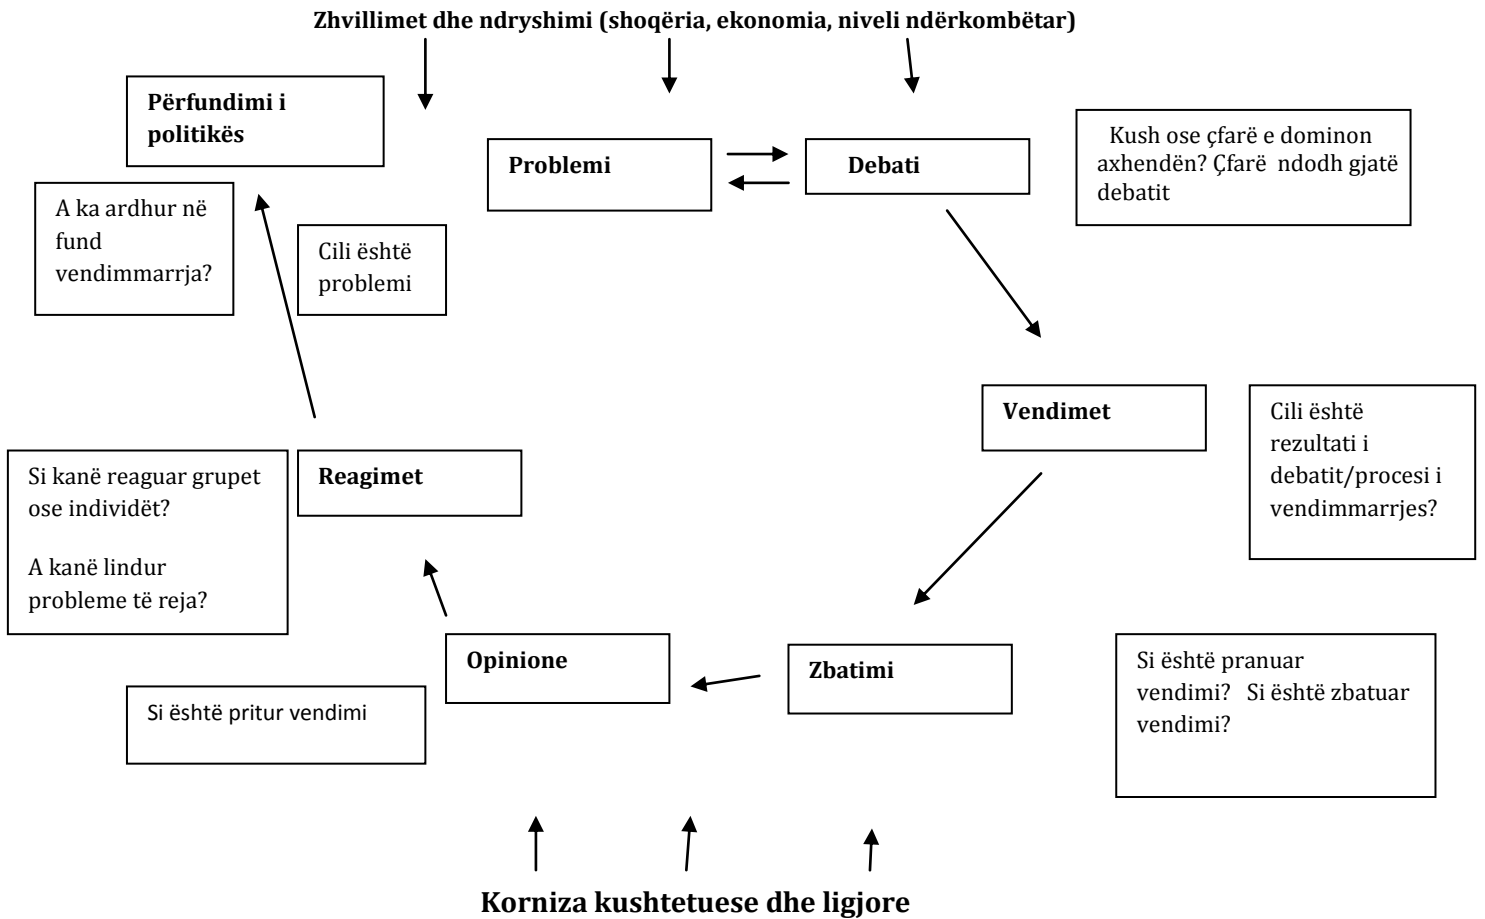 Zhvillimet dhe ndryshimi (shoqëria, ekonomia, niveli ndërkombëtar)
Përfundimi i
politikës
Problemi
Debati
Kush ose çfarë e dominon
axhendën? Çfarë  ndodh gjatë
debatit
A ka ardhur në
fund
vendimmarrja?
Cili është
problemi
Vendimet
Cili është
rezultati i
debatit/procesi i
vendimmarrjes?
Si kanë reaguar grupet
ose individët?
A kanë lindur
probleme të reja?
Reagimet
Opinione
Zbatimi
Si është pranuar
vendimi?   Si është zbatuar
vendimi?
Si është pritur vendimi
Korniza kushtetuese dhe ligjore